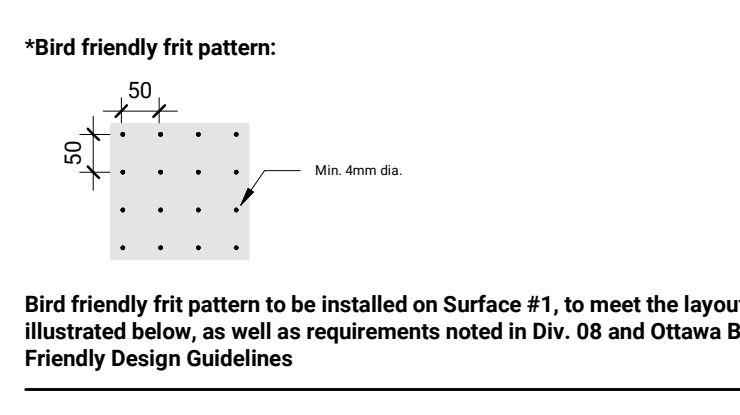 *Bird friendly frit pattern:
50
50
Min. 4mm dia.
Bird friendly frit pattern to be installed on Surface #1, to meet the layou
illustrated below, as well as requirements noted in Div. 08 and Ottawa B
Friendly Design Guidelines